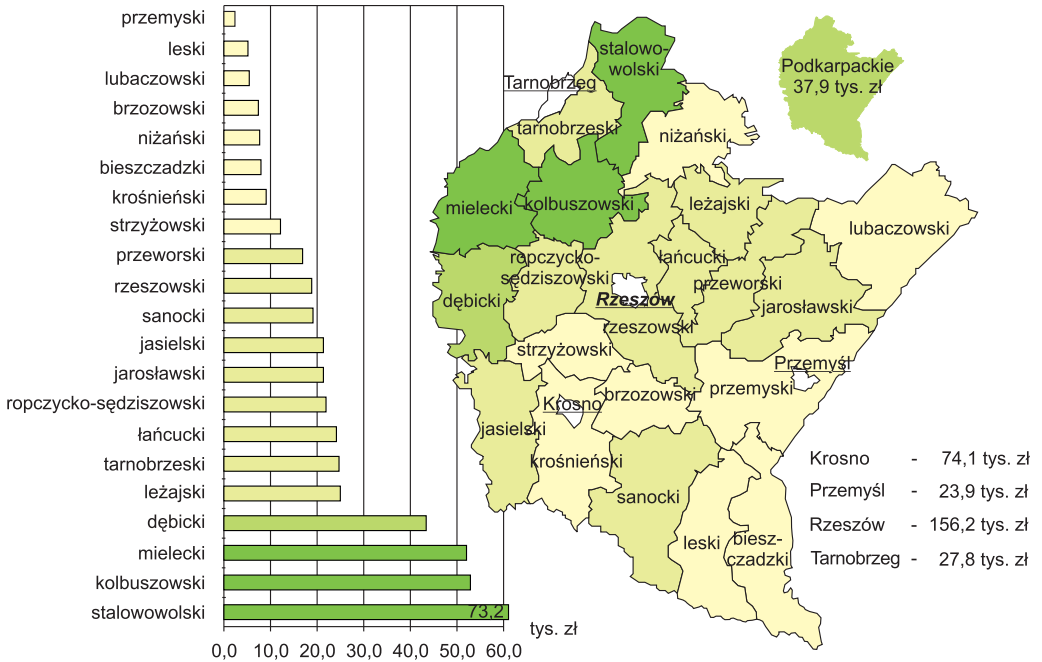 przemyski
leski
lubaczowski
brzozowski
niżański
bieszczadzki
krośnieński
strzyżowski
przeworski
rzeszowski
sanocki
jasielski
jarosławski
ropczycko-sędziszowski
łańcucki
tarnobrzeski
leżajski
dębicki
mielecki
kolbuszowski
stalowowolski
73,2
tys. zł
0,0 10,0 20,0 30,0 40,0 50,0 60,0
stalowo-
wolski
Tarnobrzeg
tarnobrzeski
niżański
mielecki
kolbuszowski
leżajski
lubaczowski
ropczycko-
sędziszowski
łańcucki
przeworski
dębicki
Rzeszów
jarosławski
rzeszowski
strzyżowski
Przemyśl
przemyski
brzozowski
Krosno
jasielski
krośnieński
sanocki
leski
biesz-
czadzki
Podkarpackie
37,9 tys. zł
Krosno - 74,1 tys. zł
Przemyśl - 23,9 tys. zł
Rzeszów - 156,2 tys. zł
Tarnobrzeg - 27,8 tys. zł